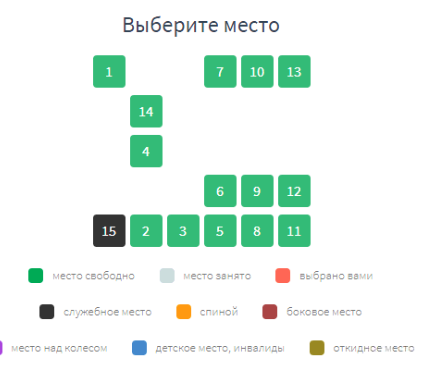 Выберите место
1 7 10 13
14
4
6 9 12
15 2 3 5 8 11
место свободно место занято выбрано вами
служебное место спиной боковое место
место над колесом детское место, инвалиды откидное место